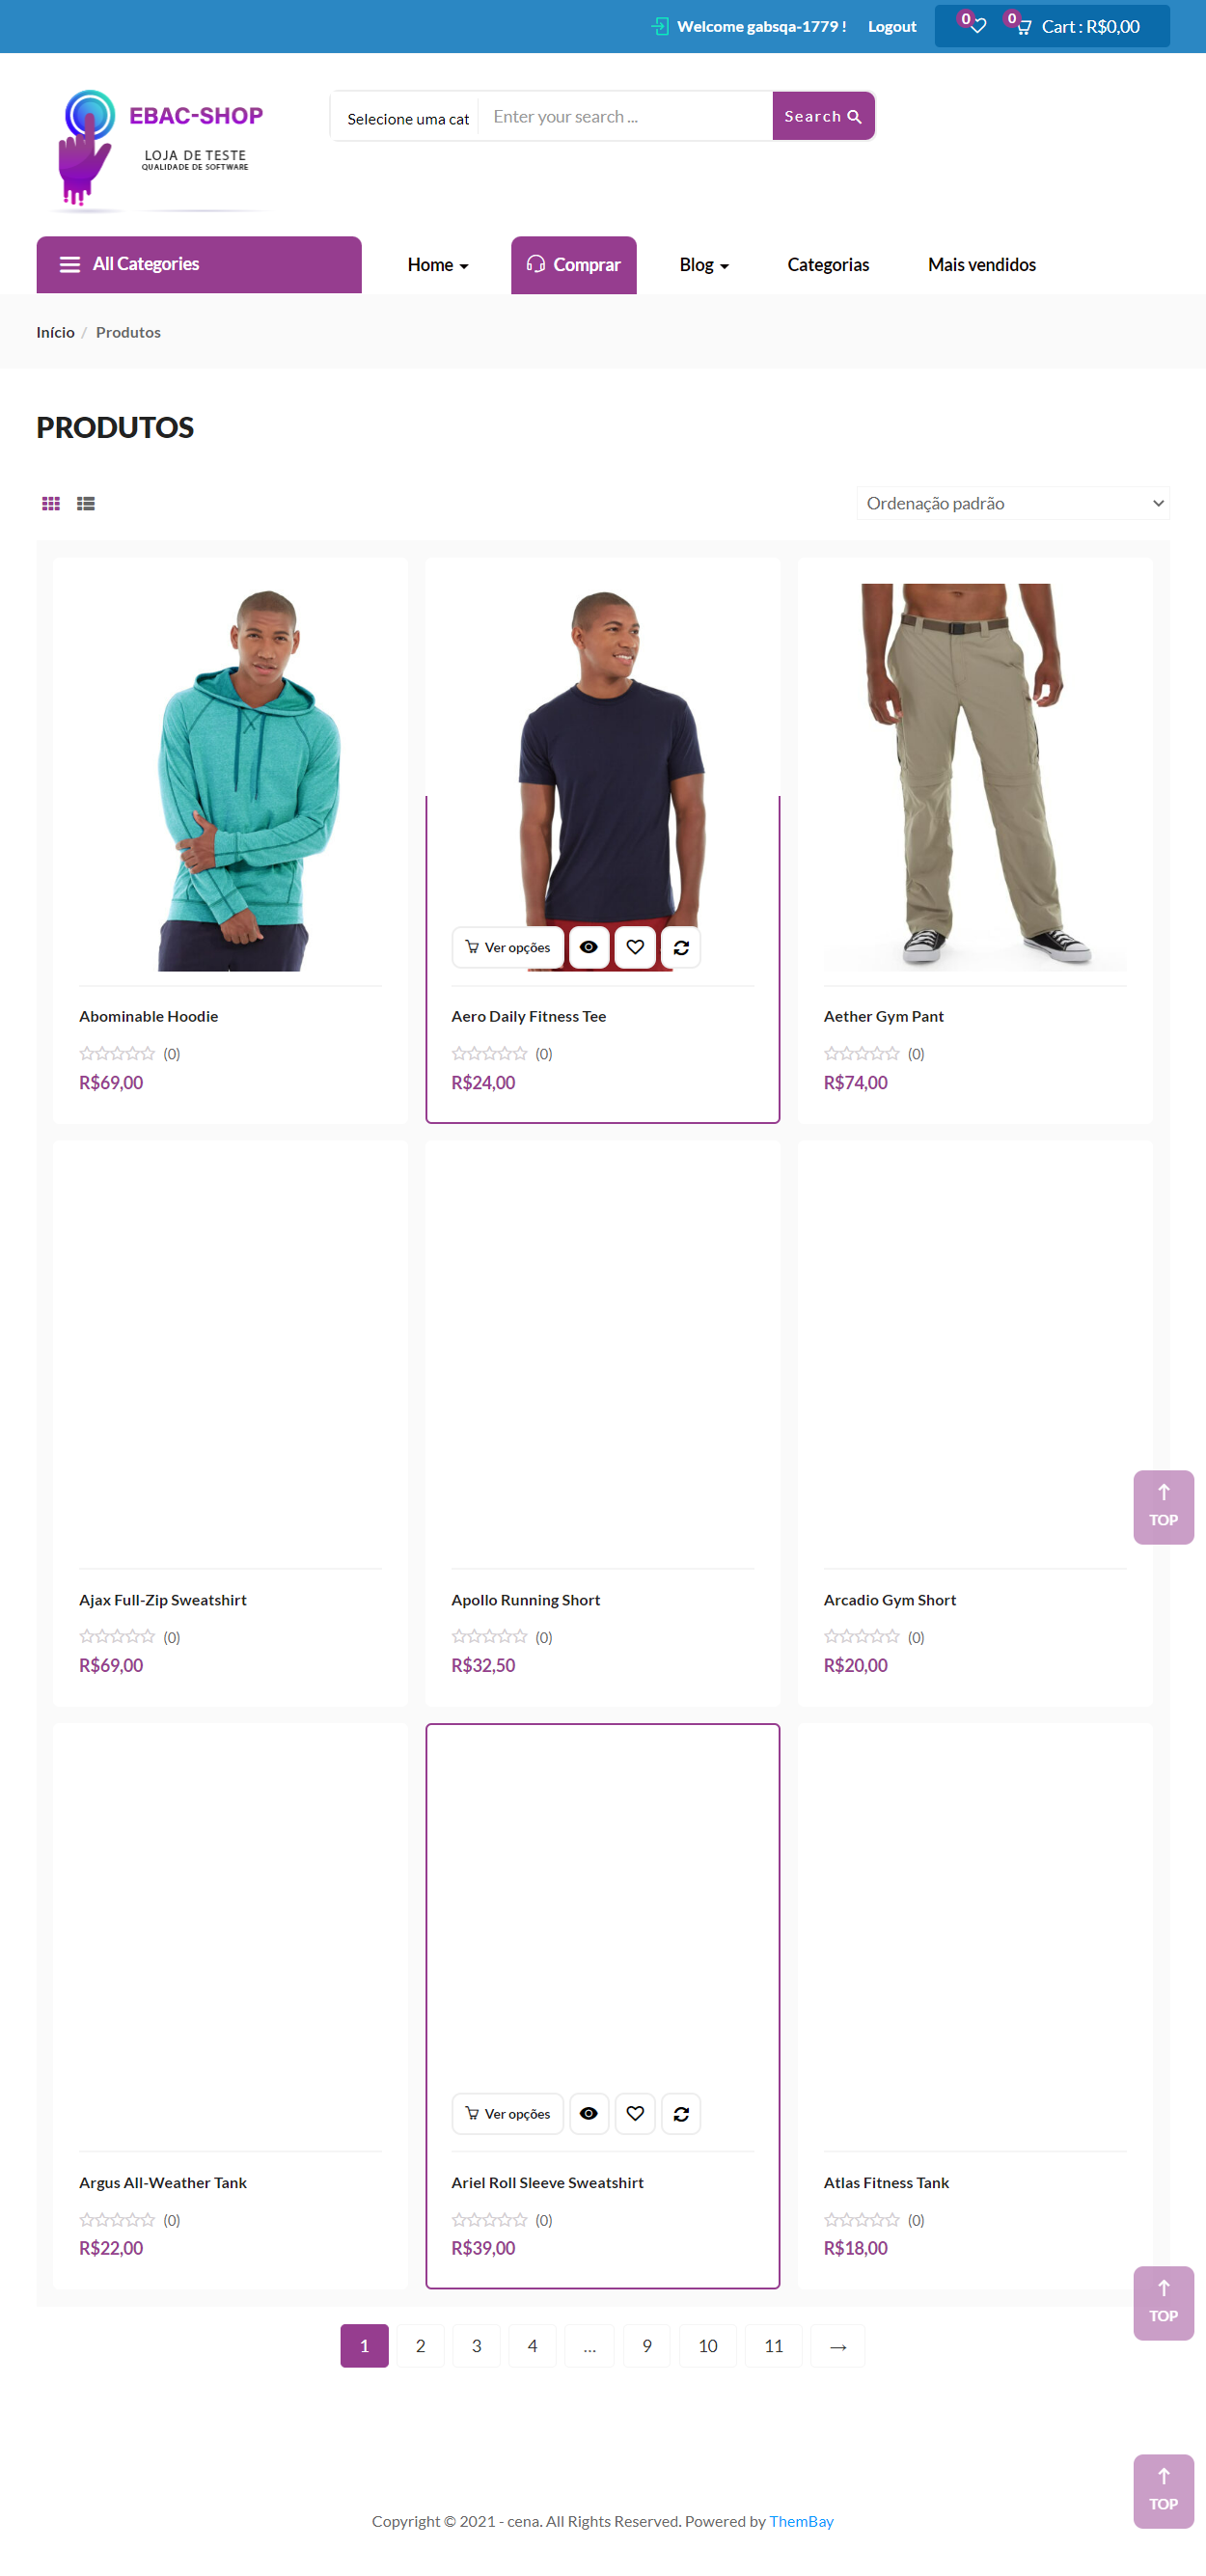 Welcome gabsqa-1779 ! Logout 0 0 Cart : R$0,00
EBAC-SHOP
LOJA DE TESTE
QUALIDADE DE SOFTWARE
Selecione uma cat Enter your search ... Search
All Categories Home Comprar Blog Categorias Mais vendidos
Início / Produtos
PRODUTOS
Ordenação padrão
Ver opções
Abominable Hoodie Aero Daily Fitness Tee Aether Gym Pant
(0) (0) (0)
R$69,00 R$24,00 R$74,00
TOP
Ajax Full-Zip Sweatshirt Apollo Running Short Arcadio Gym Short
(0) (0) (0)
R$69,00 R$32,50 R$20,00
Ver opções
Argus All-Weather Tank Ariel Roll Sleeve Sweatshirt Atlas Fitness Tank
(0) (0) (0)
R$22,00 R$39,00 R$18,00
TOP
1 2 3 4 ... 9 10 11 →
TOP
Copyright © 2021 - cena. All Rights Reserved. Powered by ThemBay